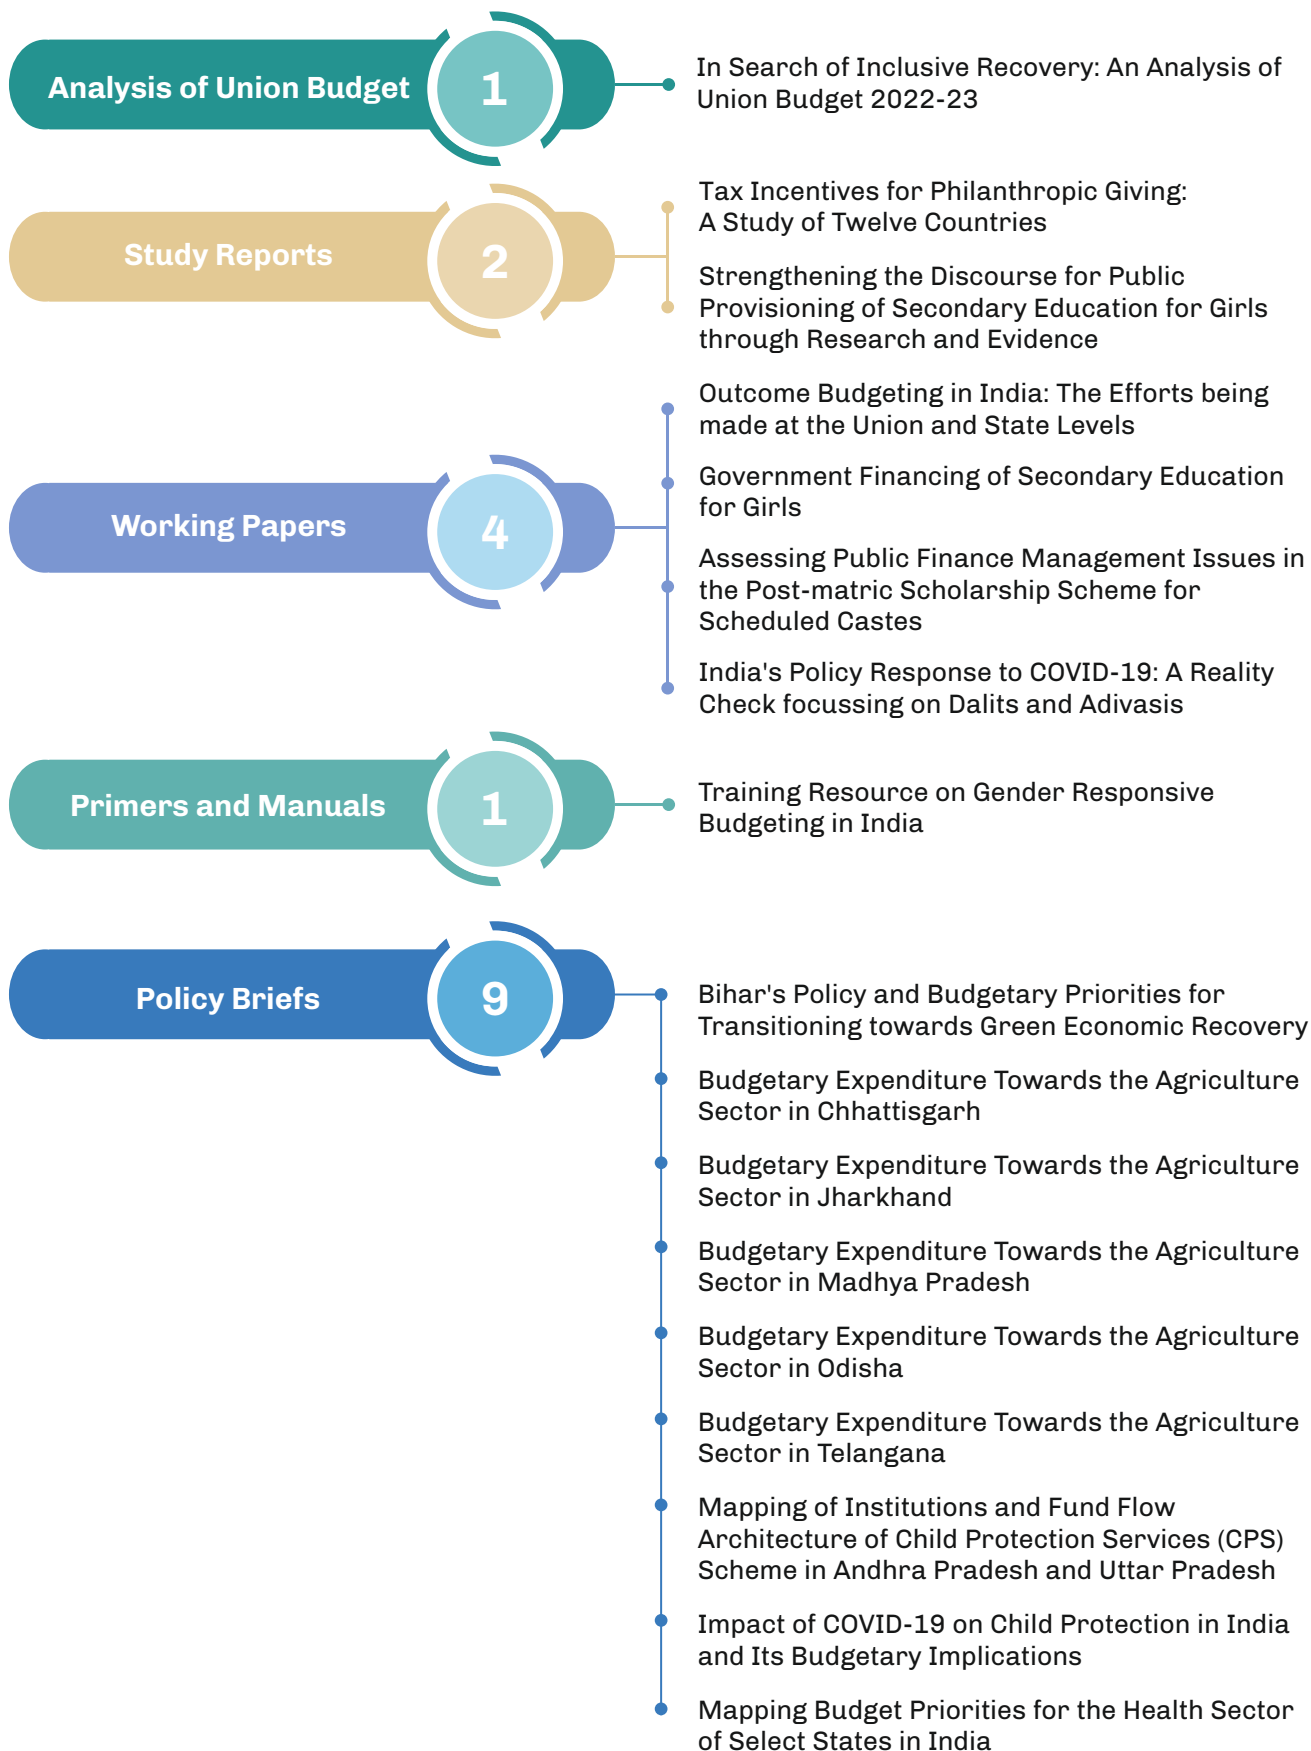 Analysis of Union Budget
1
In Search of Inclusive Recovery: An Analysis of
Union Budget 2022-23
Study Reports
2
Tax Incentives for Philanthropic Giving:
A Study of Twelve Countries
Strengthening the Discourse for Public
Provisioning of Secondary Education for Girls
through Research and Evidence
Working Papers
4
Outcome Budgeting in India: The Efforts being
made at the Union and State Levels
Government Financing of Secondary Education
for Girls
Assessing Public Finance Management Issues in
the Post-matric Scholarship Scheme for
Scheduled Castes
India's Policy Response to COVID-19: A Reality
Check focussing on Dalits and Adivasis
Primers and Manuals
1
Training Resource on Gender Responsive
Budgeting in India
Policy Briefs
9
Bihar's Policy and Budgetary Priorities for
Transitioning towards Green Economic Recovery
Budgetary Expenditure Towards the Agriculture
Sector in Chhattisgarh
Budgetary Expenditure Towards the Agriculture
Sector in Jharkhand
Budgetary Expenditure Towards the Agriculture
Sector in Madhya Pradesh
Budgetary Expenditure Towards the Agriculture
Sector in Odisha
Budgetary Expenditure Towards the Agriculture
Sector in Telangana
Mapping of Institutions and Fund Flow
Architecture of Child Protection Services (CPS)
Scheme in Andhra Pradesh and Uttar Pradesh
Impact of COVID-19 on Child Protection in India
and Its Budgetary Implications
Mapping Budget Priorities for the Health Sector
of Select States in India